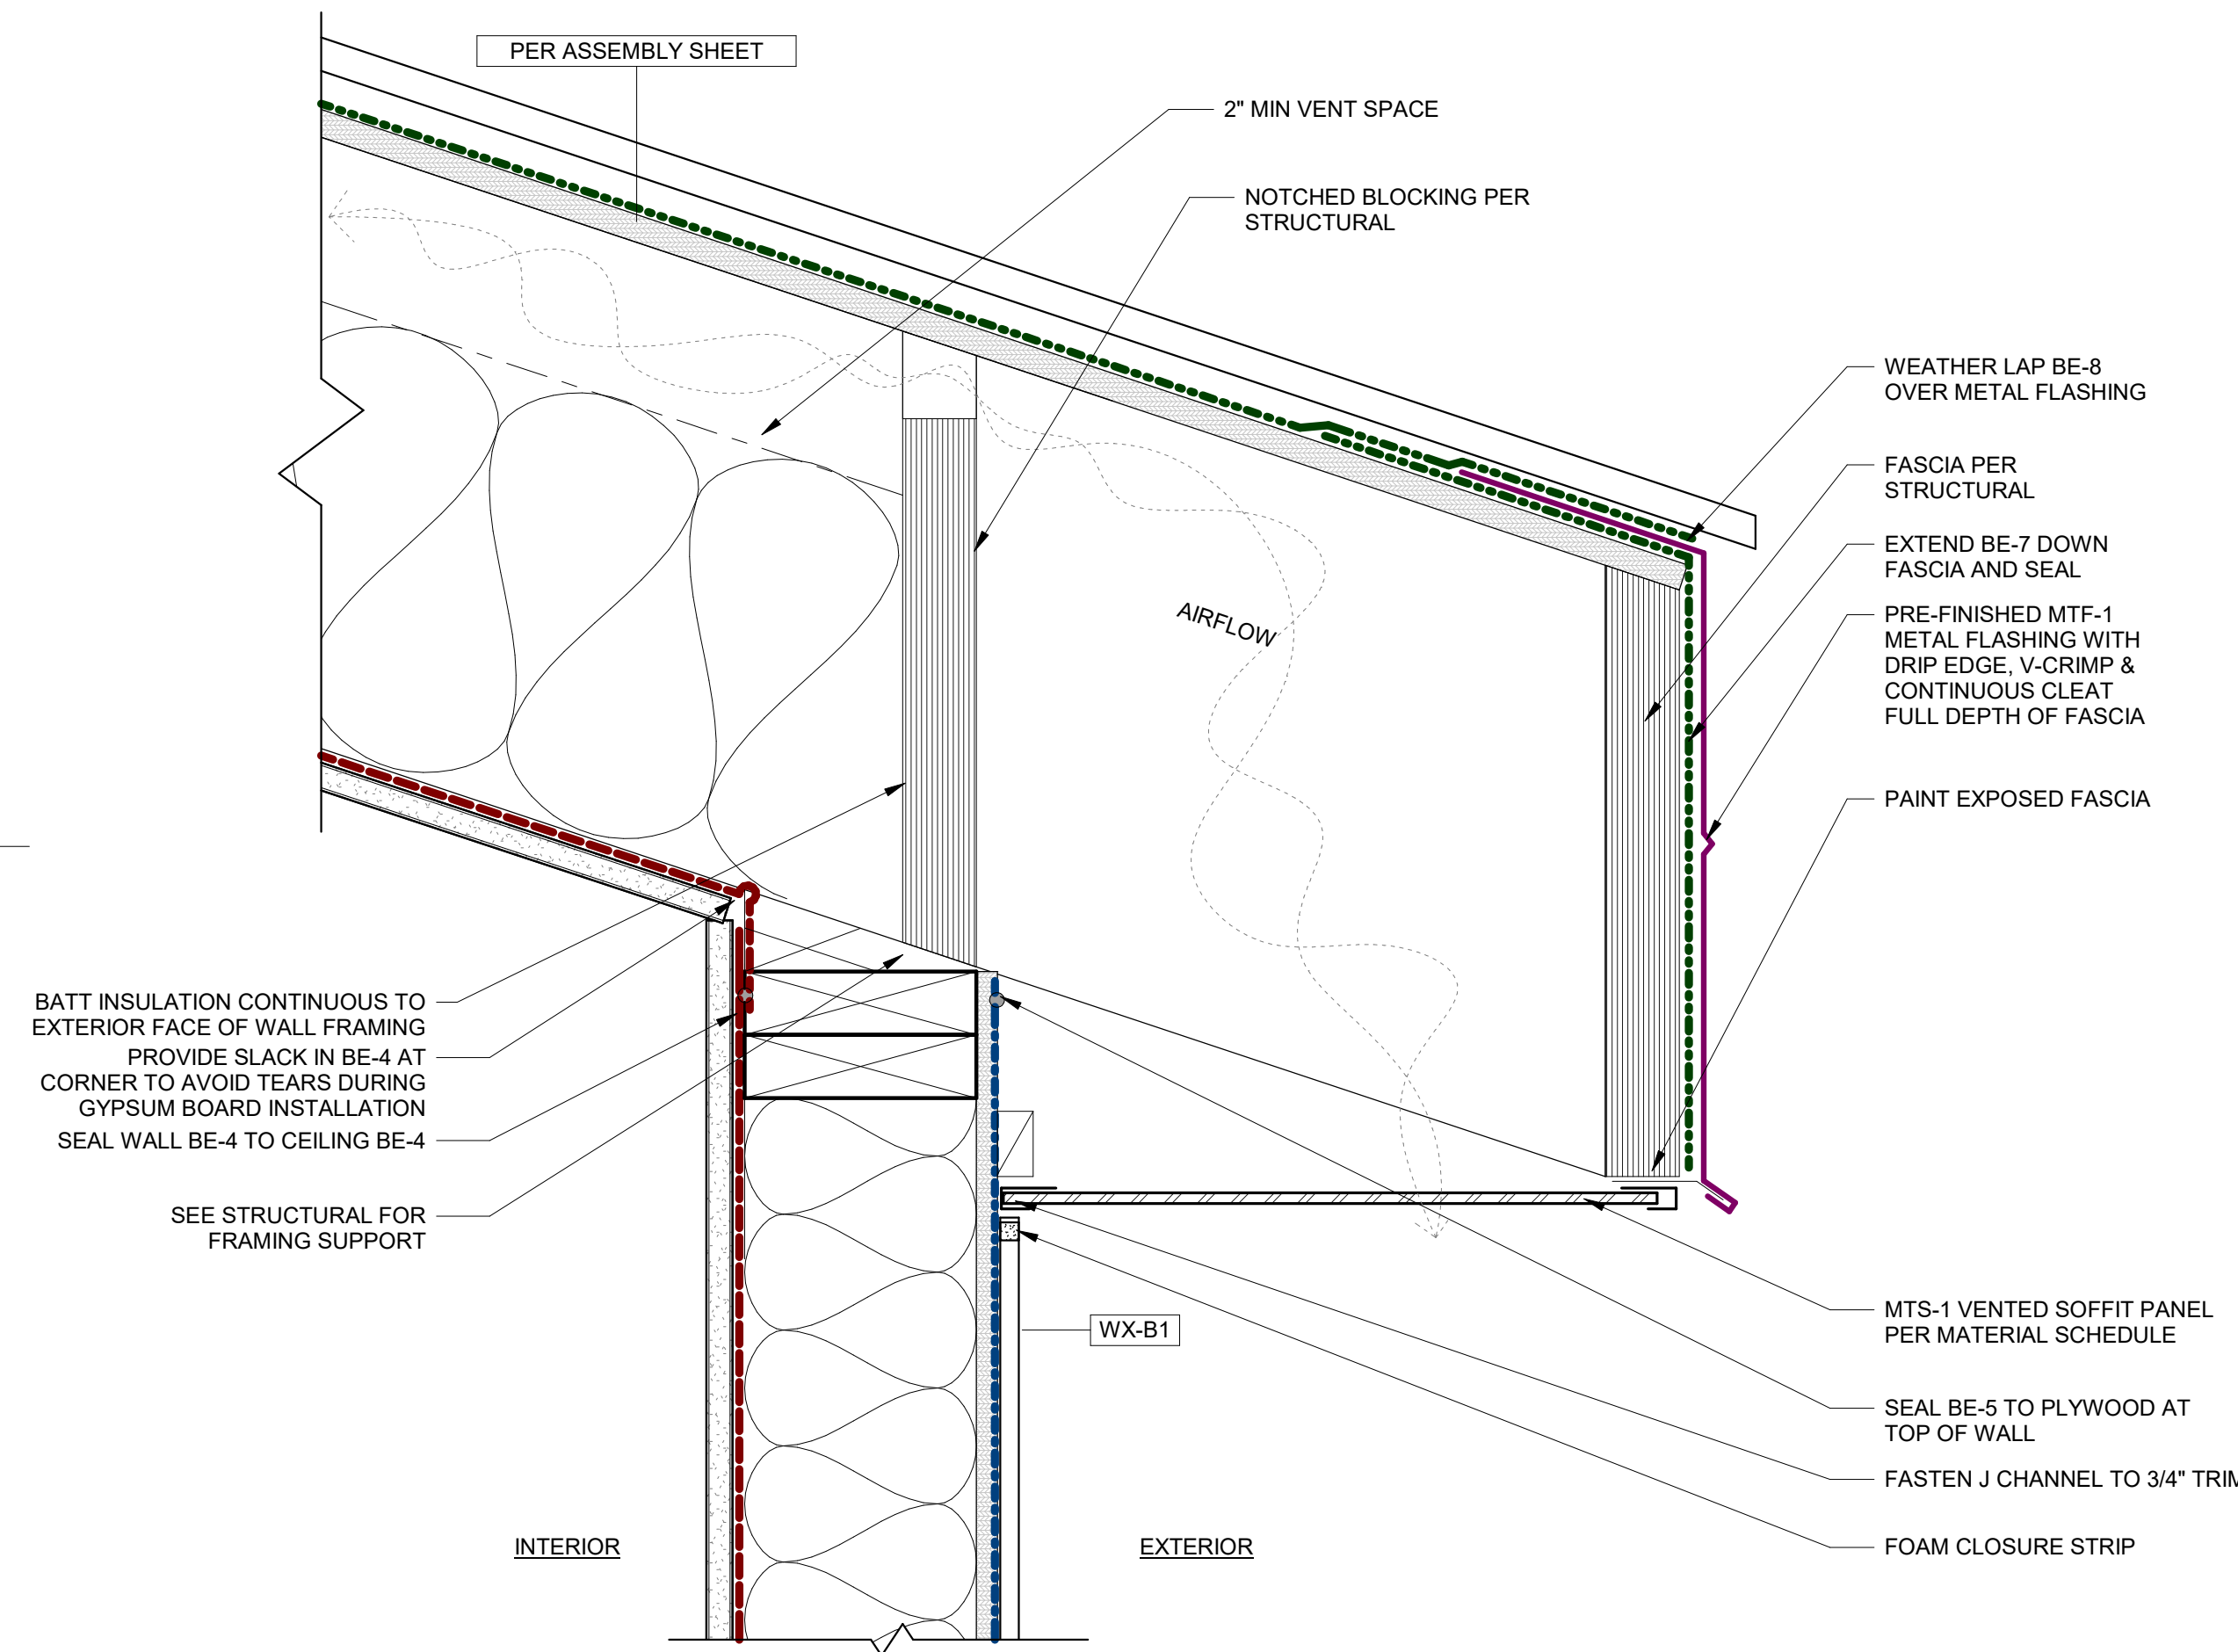 PER ASSEMBLY SHEET
2" MIN VENT SPACE
NOTCHED BLOCKING PER
STRUCTURAL
WEATHER LAP BE-8
OVER METAL FLASHING
FASCIA PER
STRUCTURAL
EXTEND BE-7 DOWN
FASCIA AND SEAL
PRE-FINISHED MTF-1
METAL FLASHING WITH
DRIP EDGE, V-CRIMP &
CONTINUOUS CLEAT
FULL DEPTH OF FASCIA
AIRFLOW
PAINT EXPOSED FASCIA
BATT INSULATION CONTINUOUS TO
EXTERIOR FACE OF WALL FRAMING
PROVIDE SLACK IN BE-4 AT
CORNER TO AVOID TEARS DURING
GYPSUM BOARD INSTALLATION
SEAL WALL BE-4 TO CEILING BE-4
SEE STRUCTURAL FOR
FRAMING SUPPORT
WX-B1
MTS-1 VENTED SOFFIT PANEL
PER MATERIAL SCHEDULE
SEAL BE-5 TO PLYWOOD AT
TOP OF WALL
FASTEN J CHANNEL TO 3/4" TRIM
FOAM CLOSURE STRIP
INTERIOR
EXTERIOR